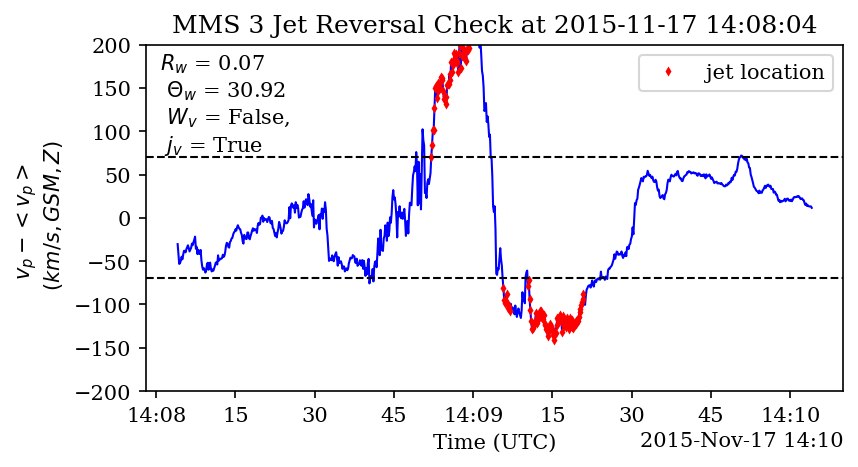 MMS 3 Jet Reversal Check at 2015-11-17 14:08:04
R_w = 0.07
Θ_w = 30.92
W_v = False,
j_v = True
jet location
200
150
100
50
0
−50
−100
−150
−200
v_p − < v_p >
(km/s, GSM, Z)
14:08 15 30 45 14:09 15 30 45 14:10
Time (UTC)
2015-Nov-17 14:10